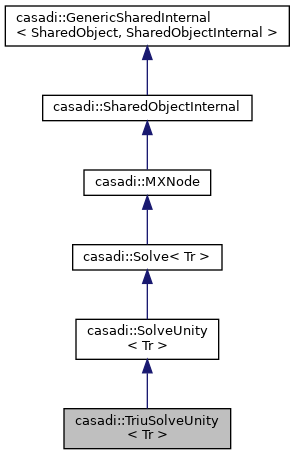 casadi::GenericSharedInternal
< SharedObject, SharedObjectInternal >
casadi::SharedObjectInternal
casadi::MXNode
casadi::Solve< Tr >
casadi::SolveUnity
< Tr >
casadi::TriuSolveUnity
< Tr >